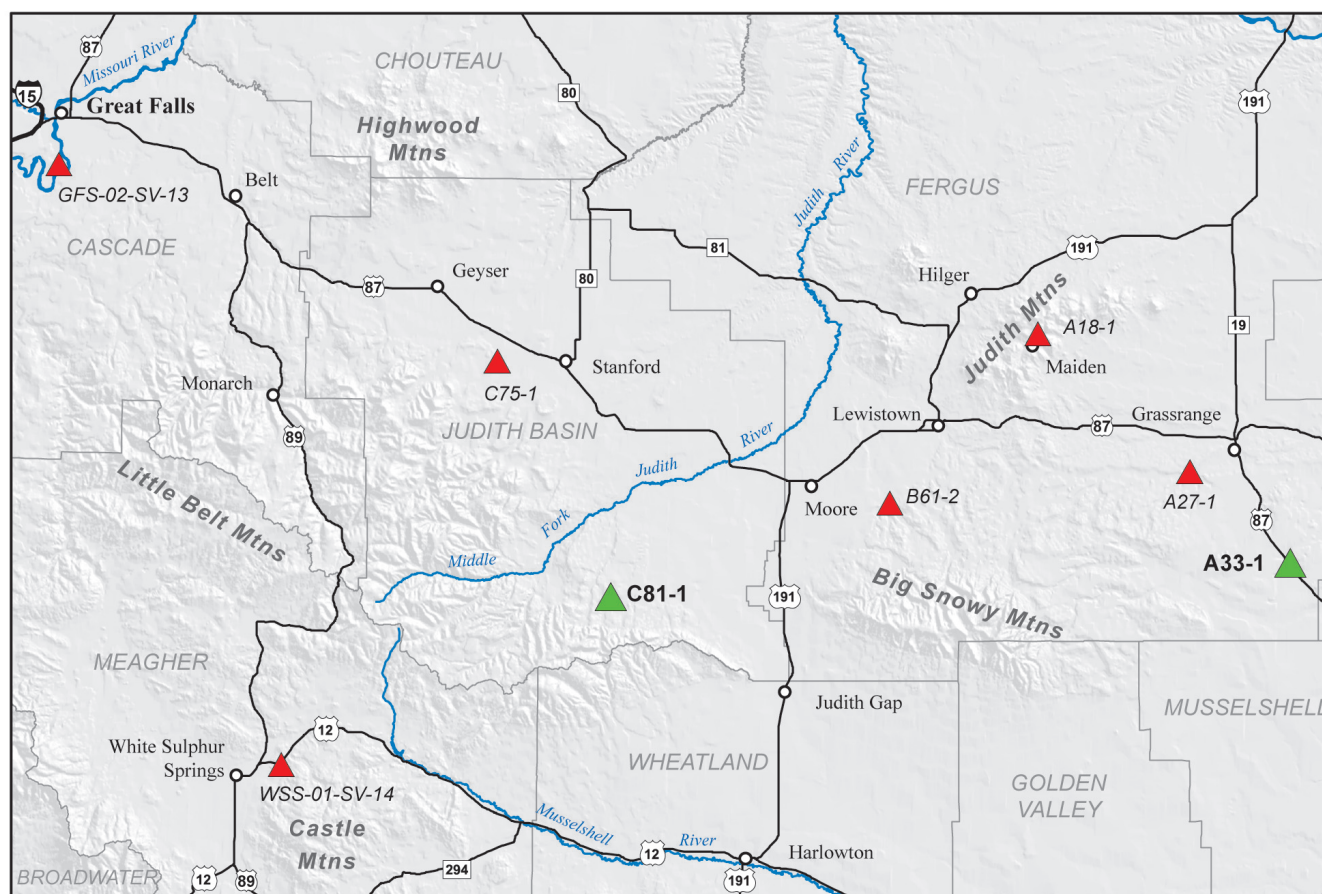 87
Missouri River
CHOUTEAU
80
15
Great Falls
191
Highwood
Mtns
Judith River
GFS-02-SV-13
Belt
FERGUS
CASCADE
81
191
Geyser
80
Hilger
87
Judith Mtns
A18-1
19
Stanford
Maiden
Monarch
C75-1
Lewistown
Grassrange
JUDITH BASIN
87
89
River
Little Belt Mtns
Judith
Moore
B61-2
A27-1
87
Fork
Middle
A33-1
C81-1
191
Big Snowy Mtns
MEAGHER
Judith Gap
MUSSELSHELL
12
White Sulphur
Springs
WHEATLAND
GOLDEN
VALLEY
WSS-01-SV-14
Musselshell
River
Castle
Mtns
12
Harlowton
294
BROADWATER
12
89
191